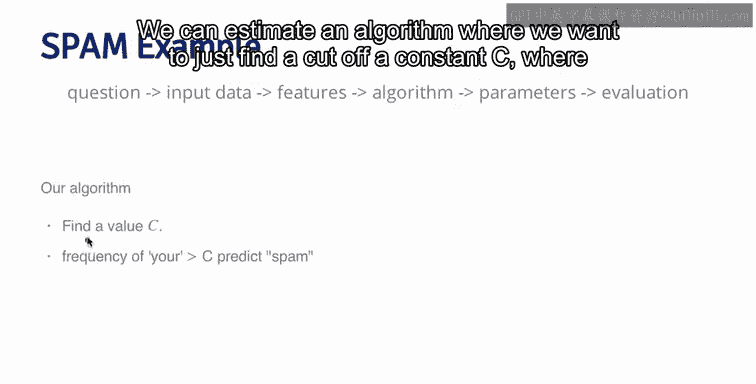 We can estimate an algorithm where we want
to just find a cut off a constant C, where
SPAM Example
question -> input data -> features -> algorithm -> parameters -> evaluation
Our algorithm
· Find a value C.
· frequency of 'your' > C predict "spam"